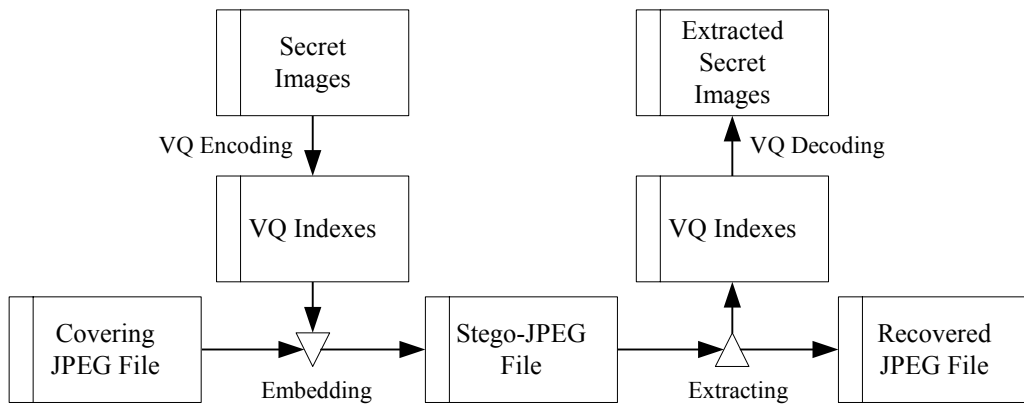 Secret
Images
Extracted
Secret
Images
VQ Encoding
VQ Decoding
VQ Indexes
VQ Indexes
Covering
JPEG File
Stego-JPEG
File
Recovered
JPEG File
Embedding
Extracting